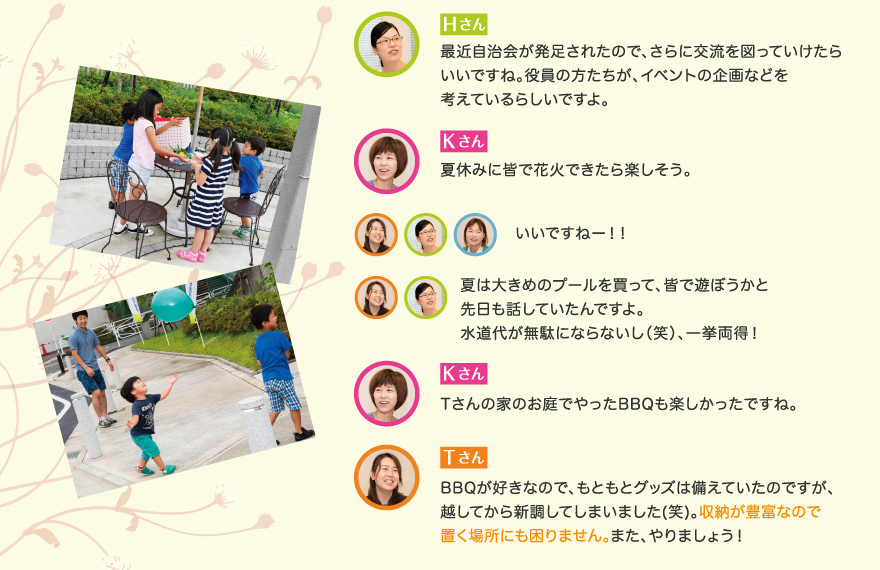 Hさん
最近自治会が発足されたので、さらに交流を図っていけたら
いいですね。役員の方たちが、イベントの企画などを
考えているらしいですよ。
Kさん
夏休みに皆で花火できたら楽しそう。
いいですねー！！
夏は大きめのプールを買って、皆で遊ぼうかと
先日も話していたんですよ。
水道代が無駄にならないし（笑）、一挙両得！
Kさん
Tさんの家のお庭でやったBBQも楽しかったですね。
Tさん
BBQが好きなので、もともとグッズは備えていたのですが、
越してから新調してしまいました(笑)。収納が豊富なので
置く場所にも困りません。また、やりましょう！